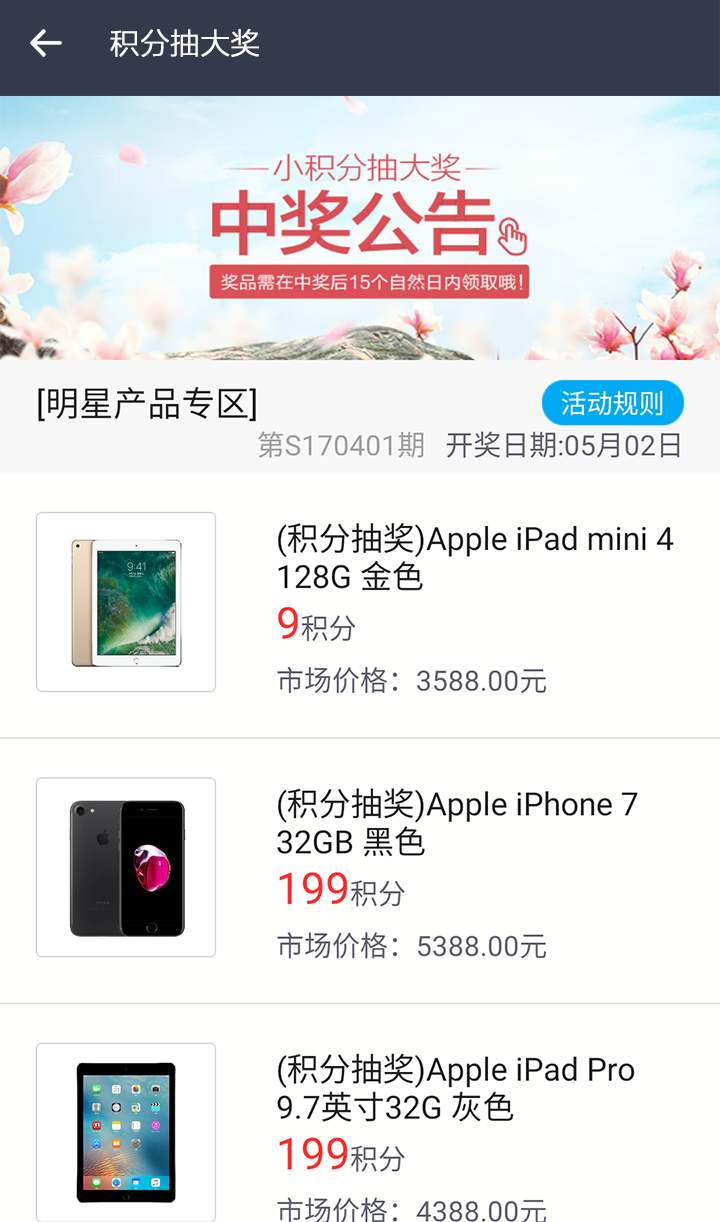 积分抽大奖
小积分抽大奖
中奖公告
奖品需在中奖后15个自然日内领取哦!
[明星产品专区]
活动规则
第S170401期 开奖日期:05月02日
(积分抽奖)Apple iPad mini 4
128G 金色
9积分
市场价格：3588.00元
9:41
(积分抽奖)Apple iPhone 7
32GB 黑色
199积分
市场价格：5388.00元
(积分抽奖)Apple iPad Pro
9.7英寸32G 灰色
199积分
市场价格：4388.00元